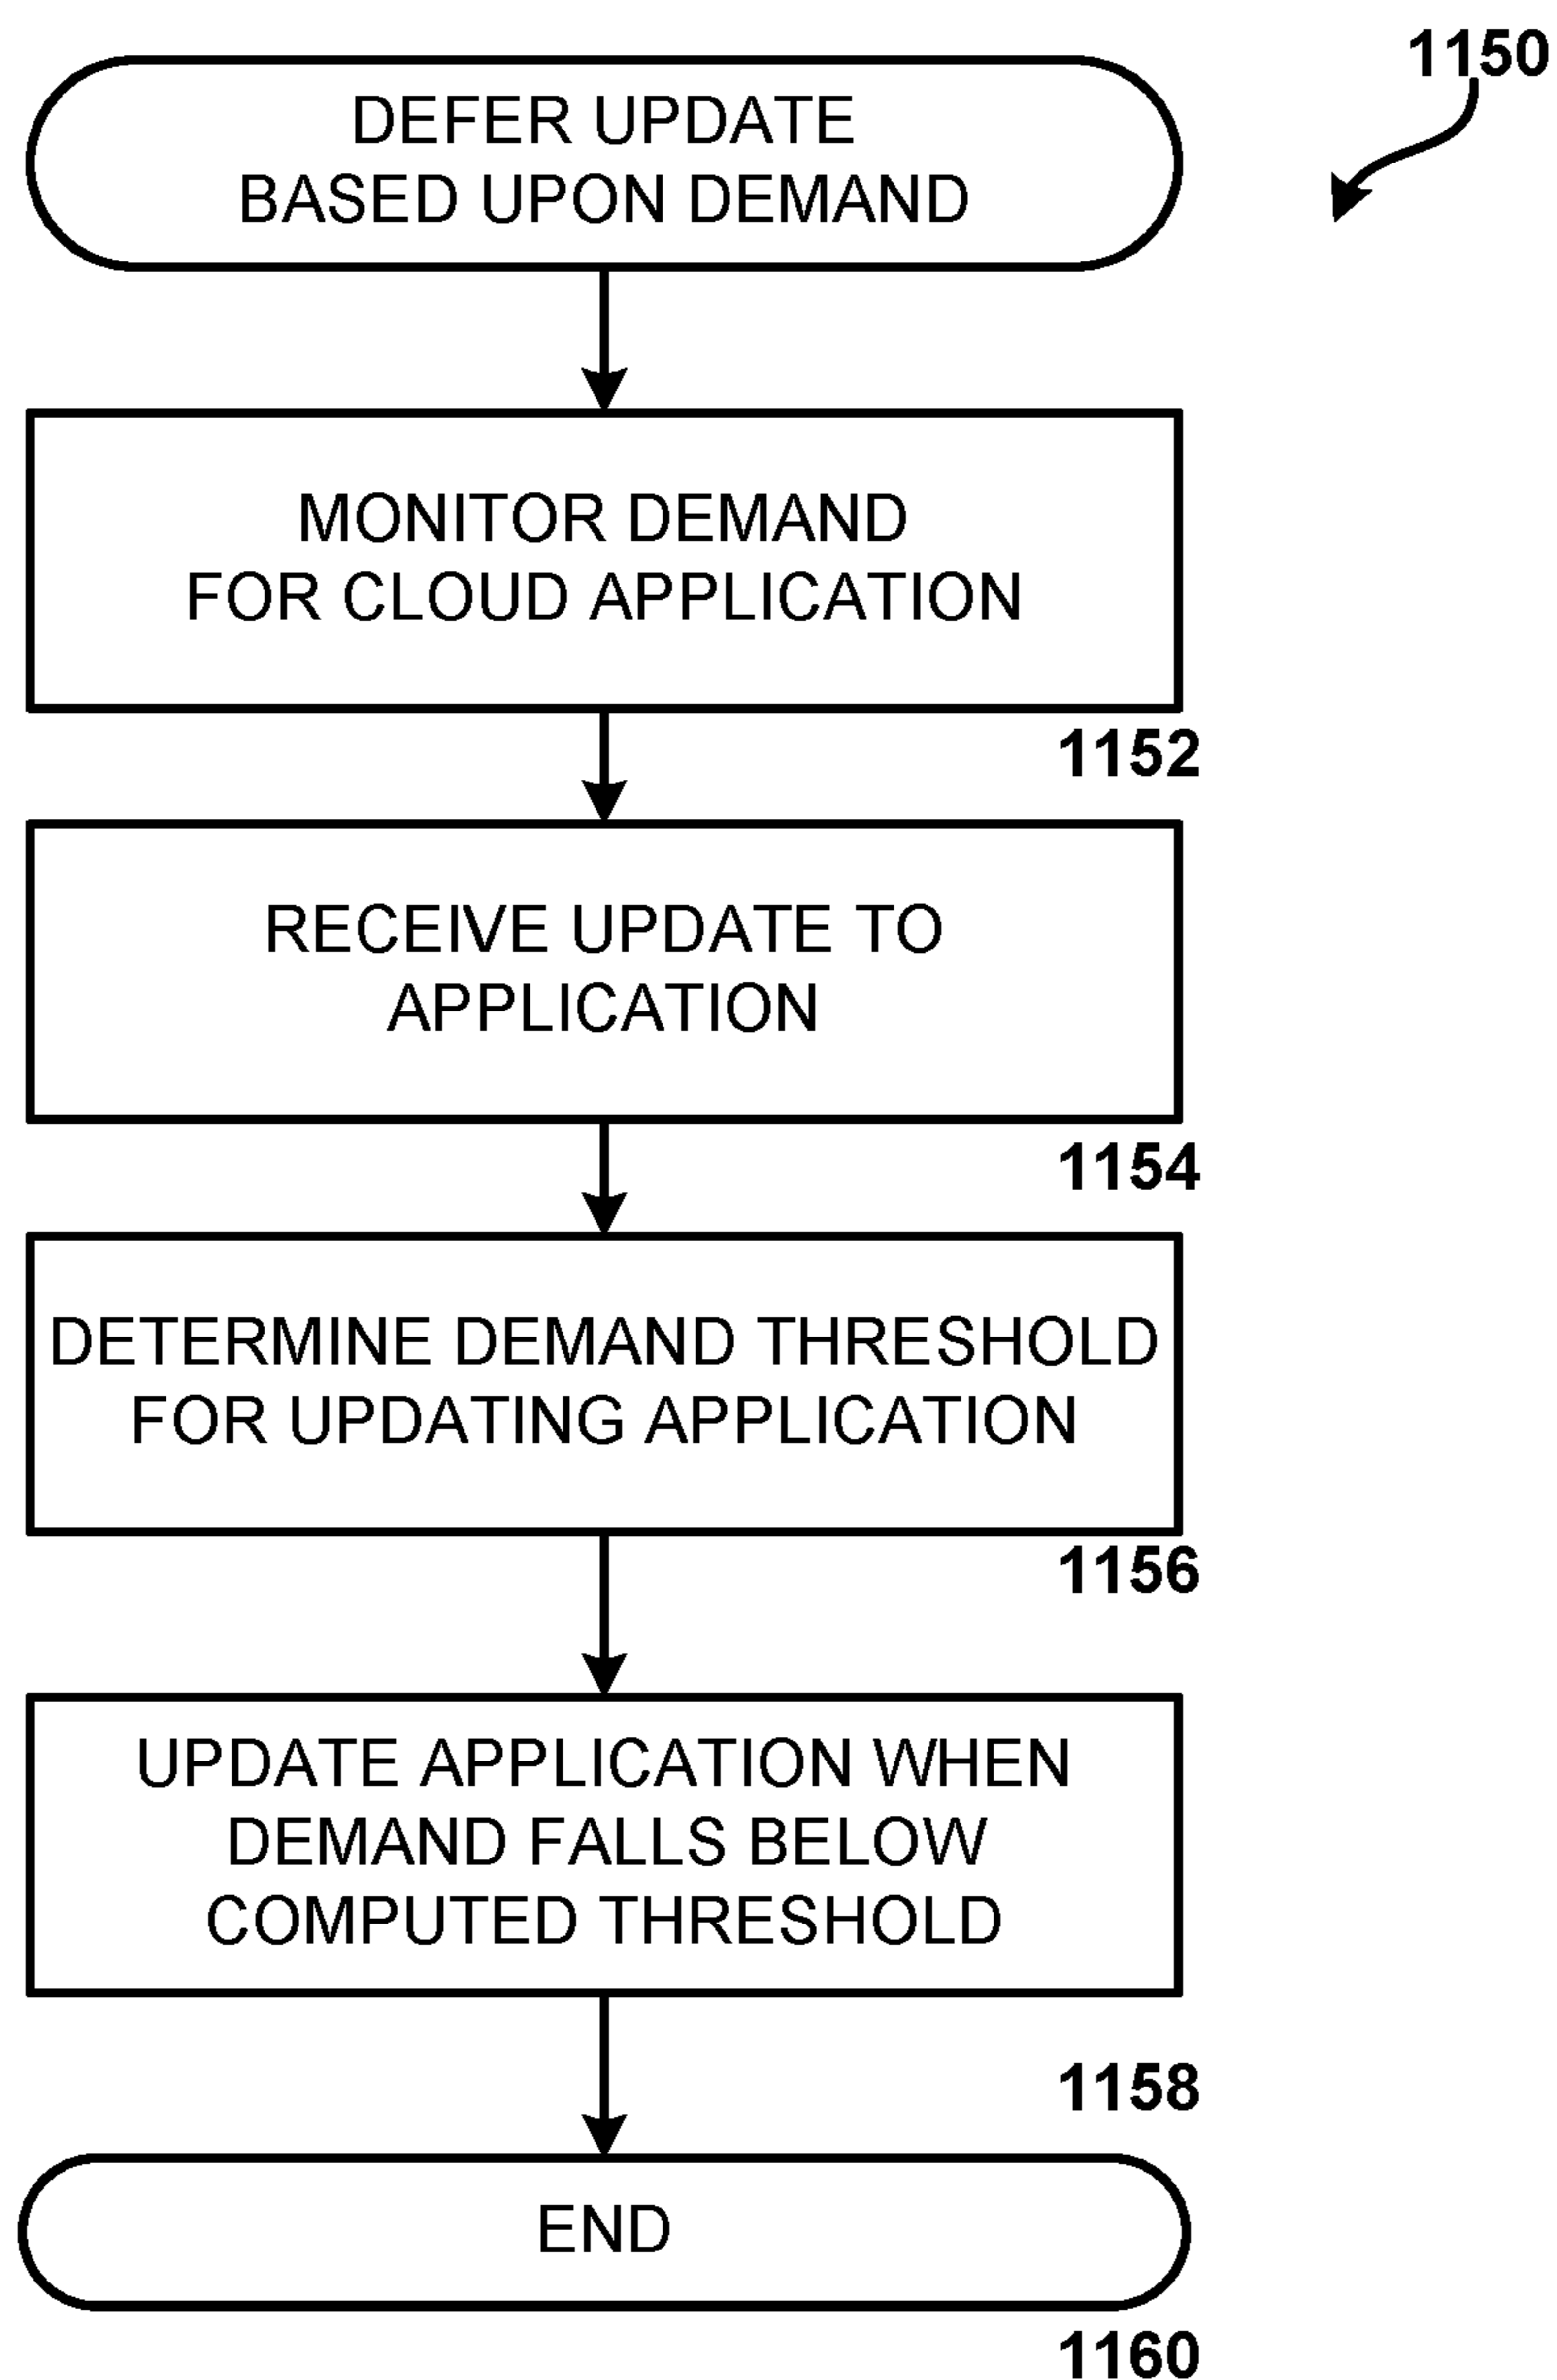 1150
DEFER UPDATE
BASED UPON DEMAND
MONITOR DEMAND
FOR CLOUD APPLICATION
1152
RECEIVE UPDATE TO
APPLICATION
1154
DETERMINE DEMAND THRESHOLD
FOR UPDATING APPLICATION
1156
UPDATE APPLICATION WHEN
DEMAND FALLS BELOW
COMPUTED THRESHOLD
1158
END
1160